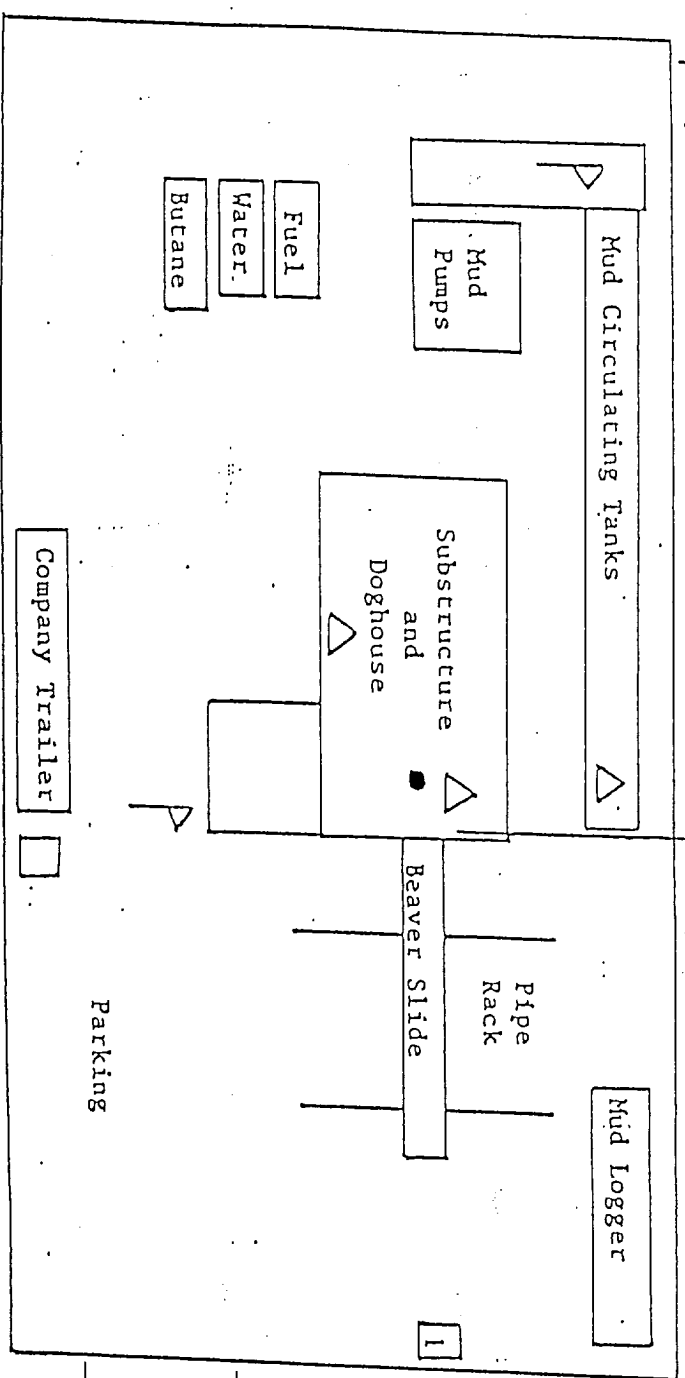 Mud Circulating Tanks
Mud Logger
Mud
Pumps
Pipe
Rack
Substructure
and
Doghouse
Beaver Slide
1
Fuel
Water.
Butane
Parking
Company Trailer